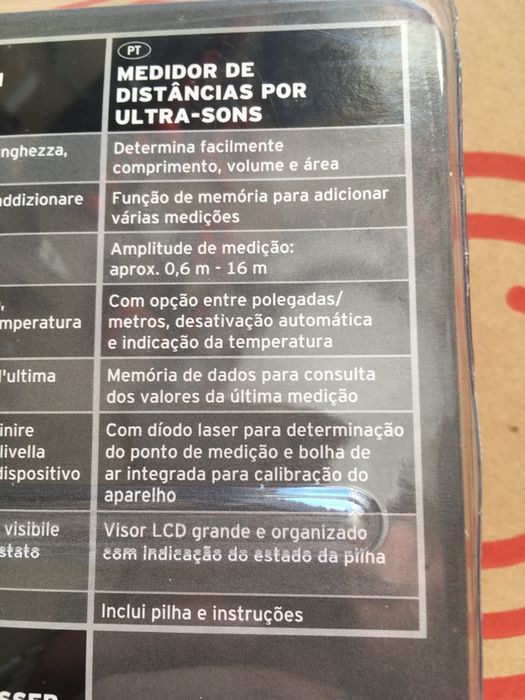 PT
MEDIDOR DE
DISTÂNCIAS POR
ULTRA-SONS
nghezza,
Determina facilmente
comprimento, volume e área
addizionare
Função de memória para adicionar
várias medições
Amplitude de medição:
aprox. 0,6 m - 16 m
mperatura
Com opção entre polegadas/
metros, desativação automática
e indicação da temperatura
l'ultima
Memória de dados para consulta
dos valores da última medição
inire
livella
dispositivo
Com díodo laser para determinação
do ponto de medição e bolha de
ar integrada para calibração do
aparelho
visibile
stato
Visor LCD grande e organizado
com indicação do estado da pilha
Inclui pilha e instruções
SSER